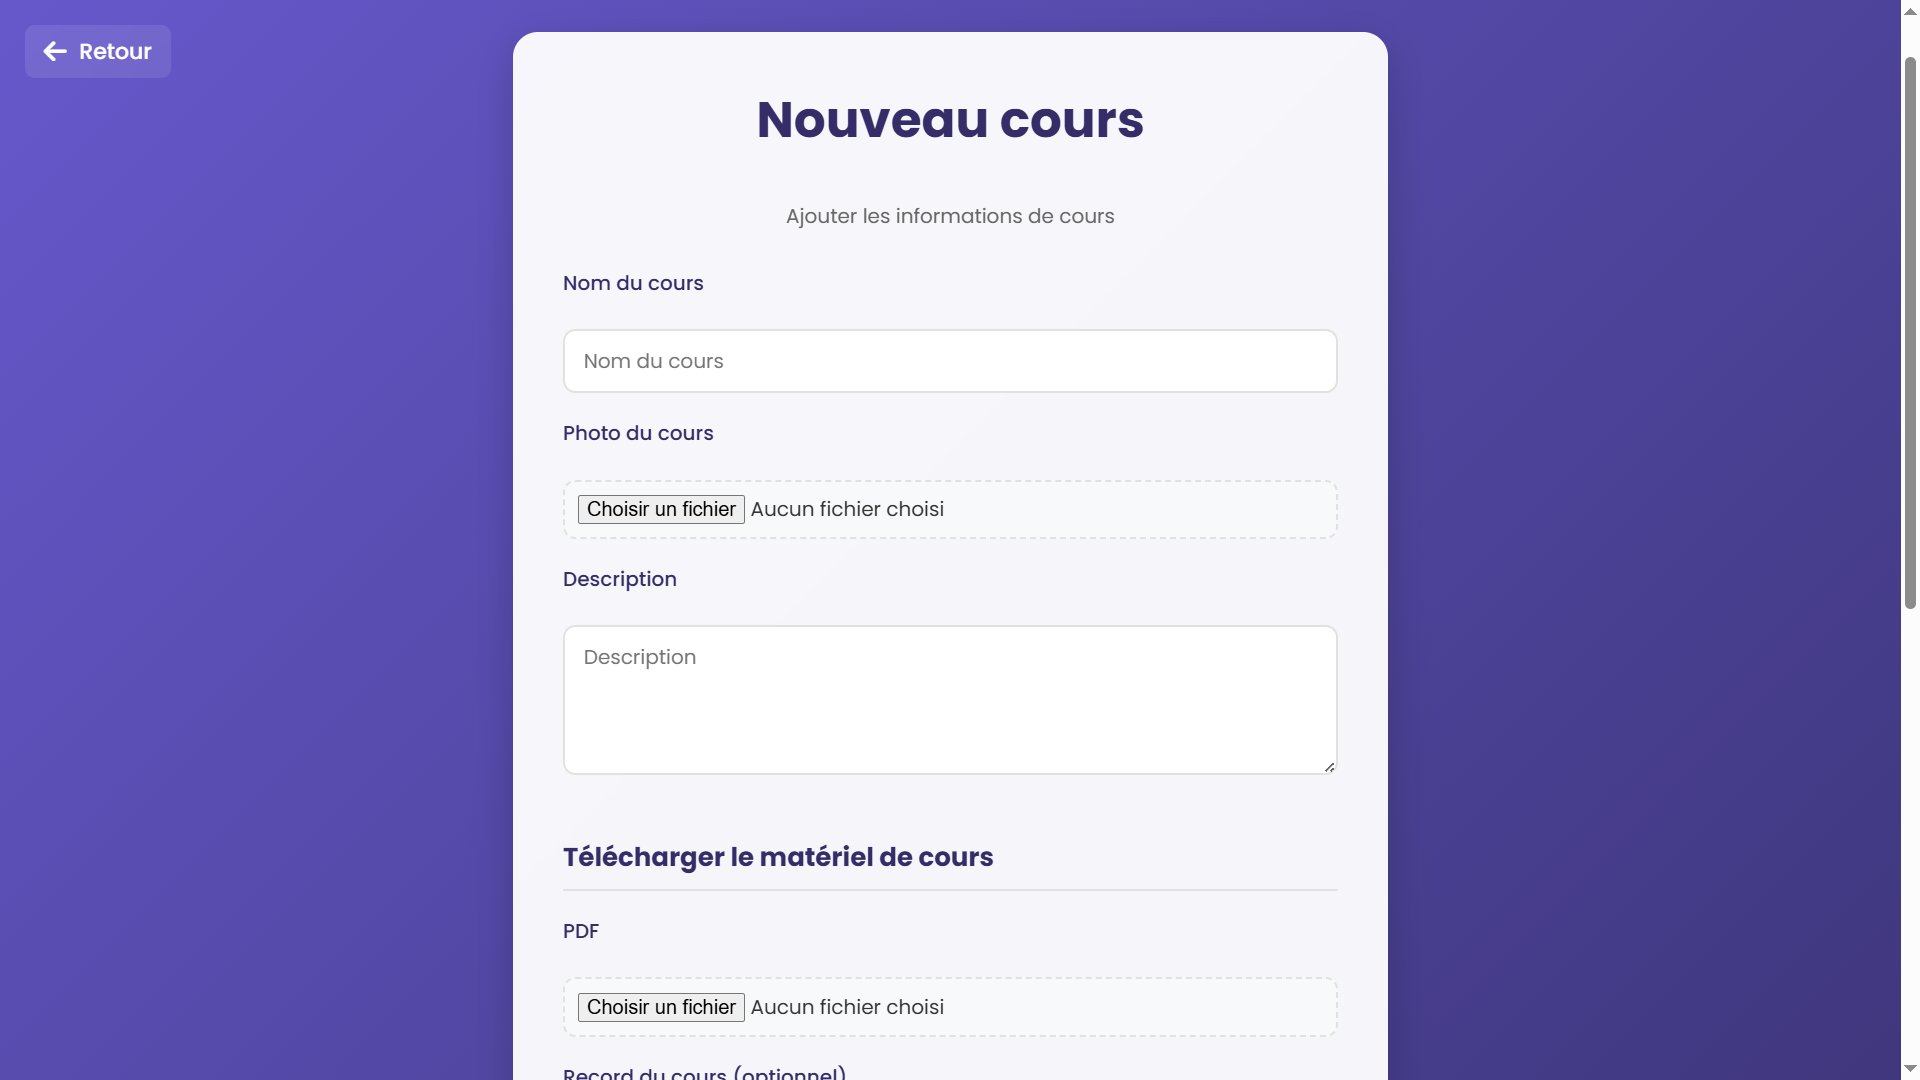 Retour
Nouveau cours
Ajouter les informations de cours
Nom du cours
Nom du cours
Photo du cours
Choisir un fichier Aucun fichier choisi
Description
Description
Télécharger le matériel de cours
PDF
Choisir un fichier Aucun fichier choisi
Record du cours (optionnel)